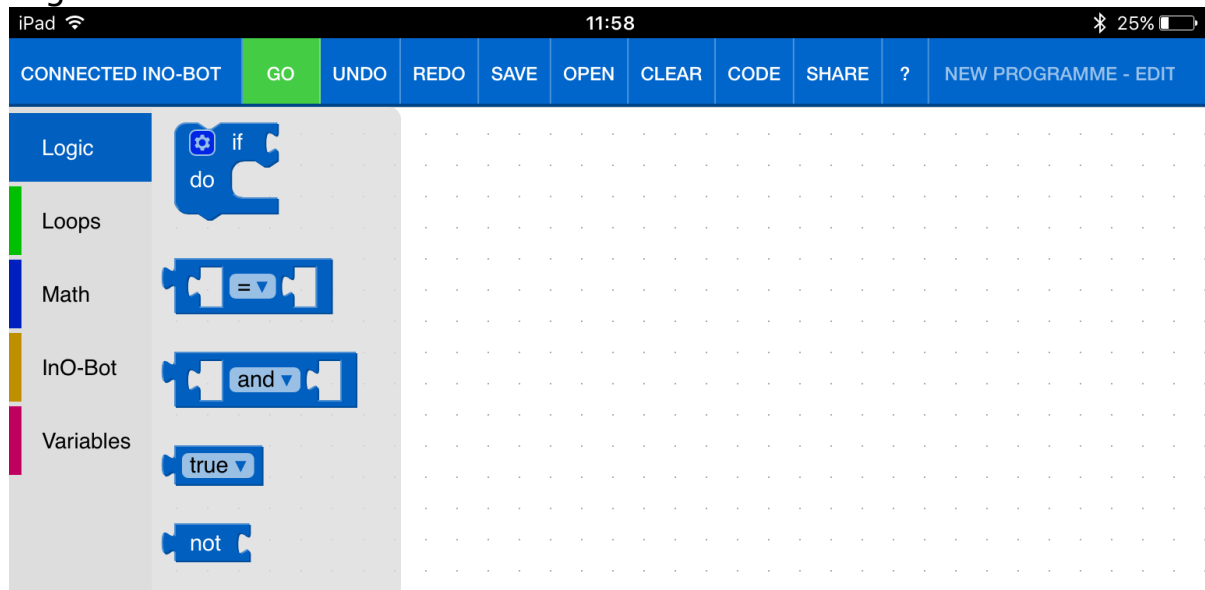 iPad 11:58 25%
CONNECTED INO-BOT GO UNDO REDO SAVE OPEN CLEAR CODE SHARE ? NEW PROGRAMME - EDIT
Logic
Loops
Math
InO-Bot
Variables
if
do
= ▼
and ▼
true ▼
not